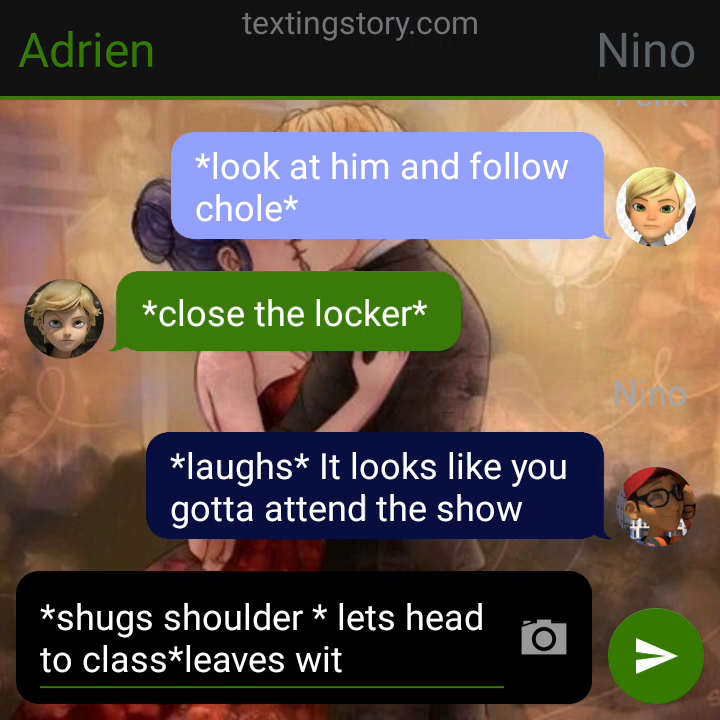 textingstory.com
Adrien
Nino
Felix
*look at him and follow
chole*
*close the locker*
Nino
*laughs* It looks like you
gotta attend the show
*shugs shoulder * lets head
to class*leaves wit